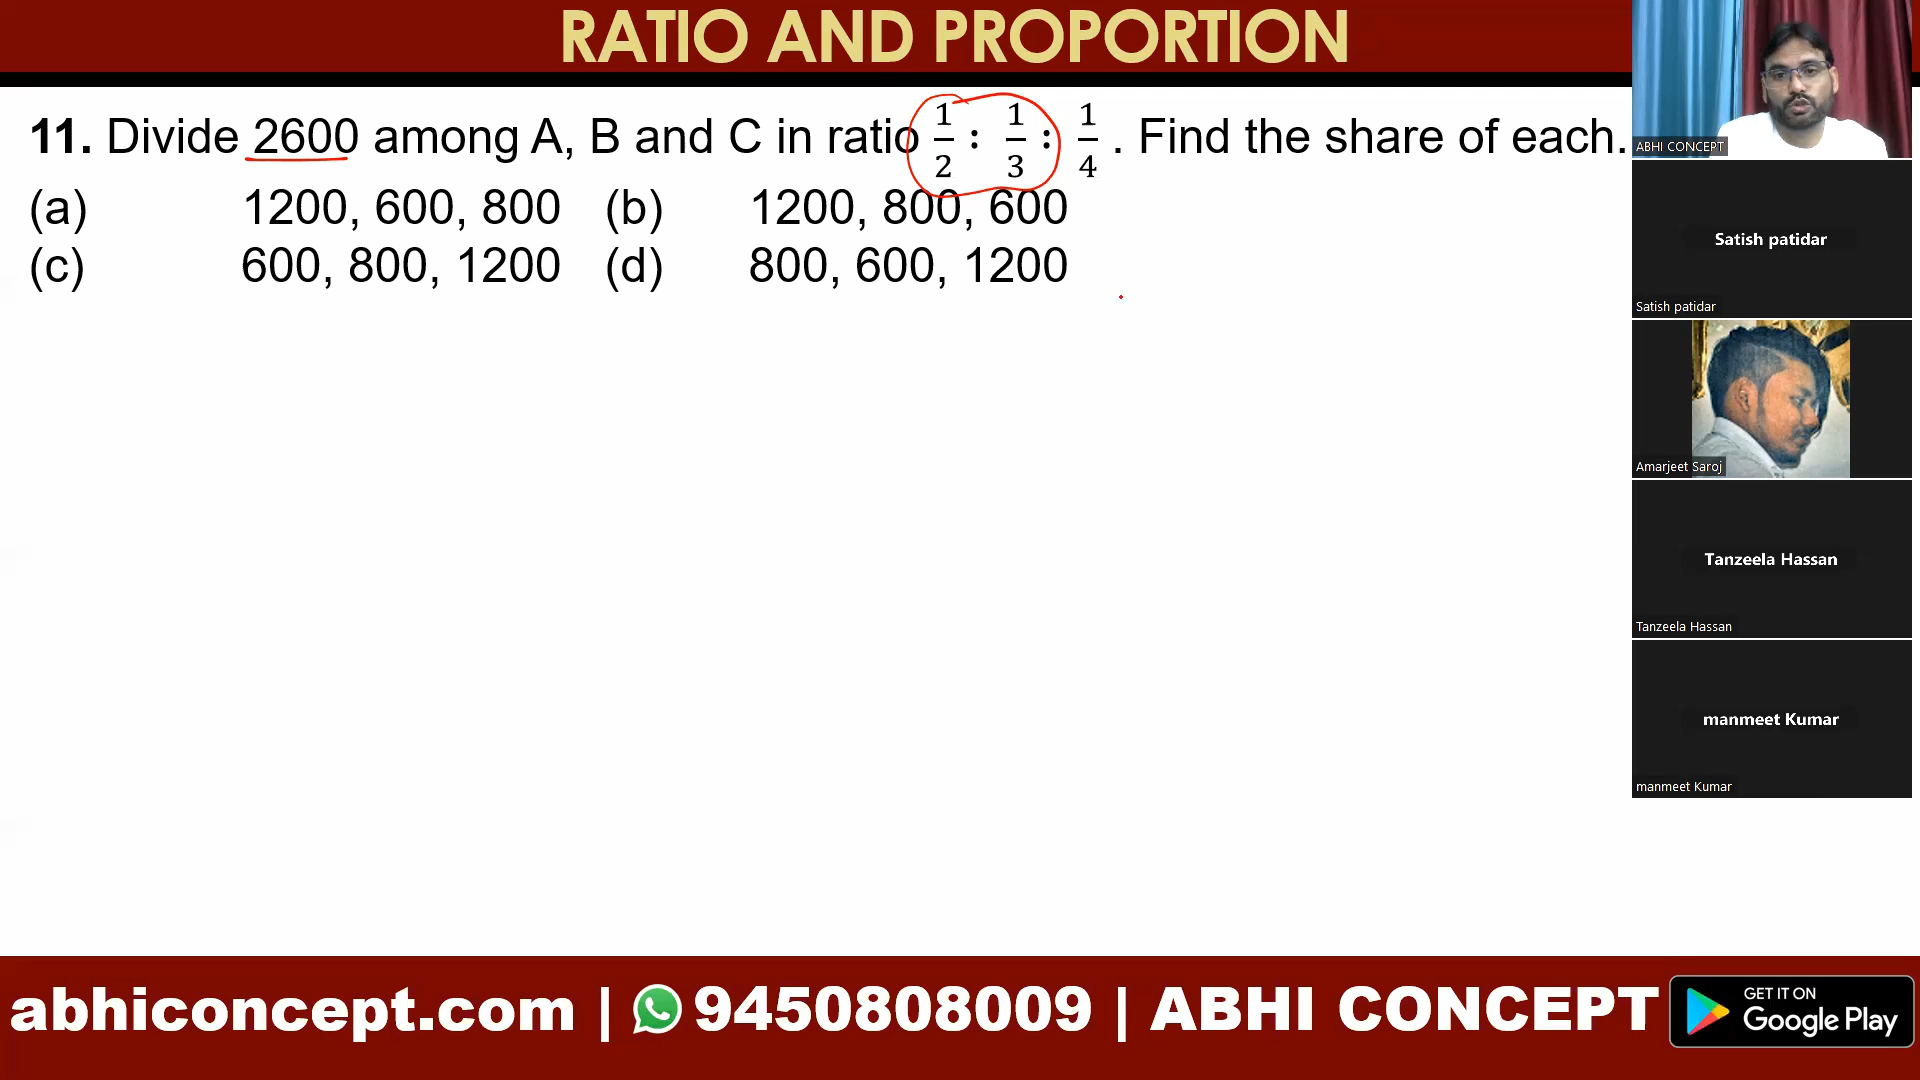 RATIO AND PROPORTION
11. Divide 2600 among A, B and C in ratio 1/2 : 1/3 : 1/4 . Find the share of each.
(a) 1200, 600, 800 (b) 1200, 800, 600
(c) 600, 800, 1200 (d) 800, 600, 1200
ABHI CONCEPT
Satish patidar
Satish patidar
Amarjeet Saroj
Tanzeela Hassan
Tanzeela Hassan
manmeet Kumar
manmeet Kumar
abhiconcept.com | 9450808009 | ABHI CONCEPT
GET IT ON
Google Play